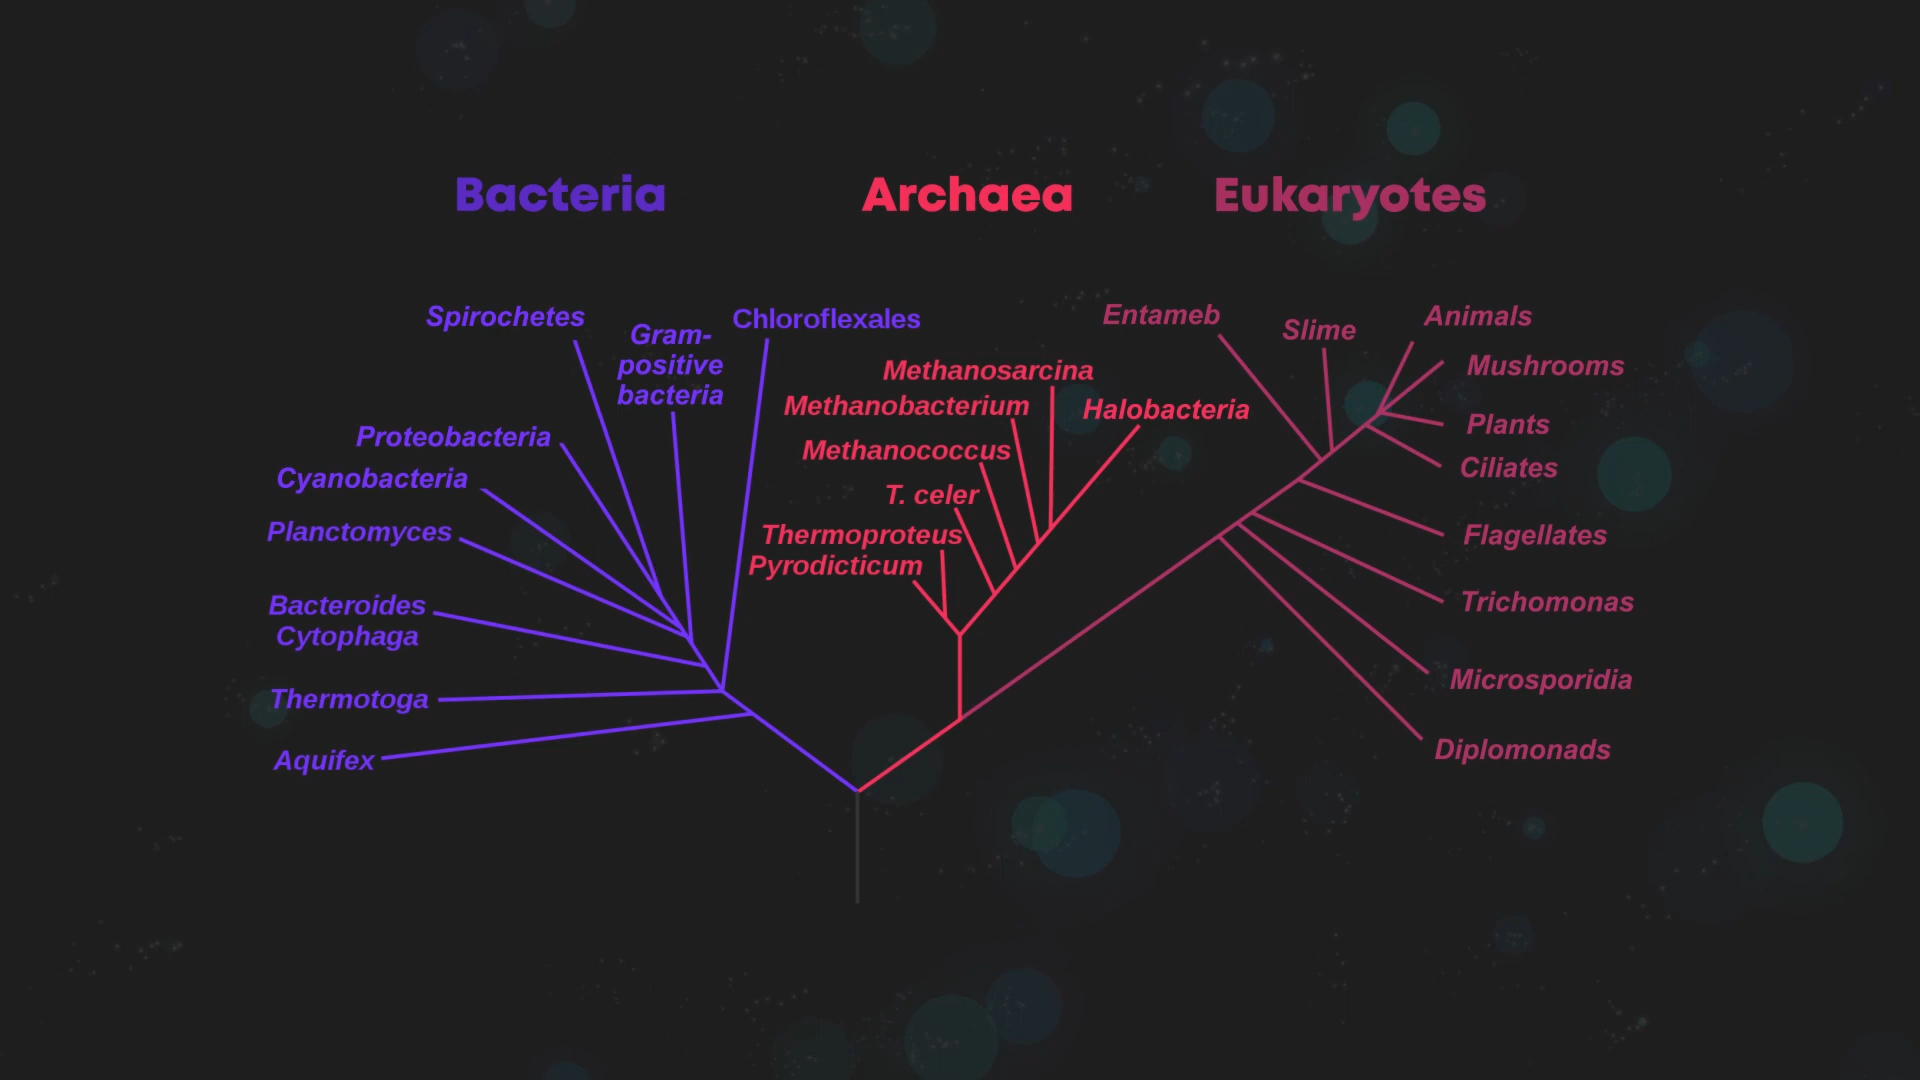 Bacteria
Archaea
Eukaryotes
Spirochetes
Gram-
positive
bacteria
Chloroflexales
Proteobacteria
Cyanobacteria
Planctomyces
Bacteroides
Cytophaga
Thermotoga
Aquifex
Methanosarcina
Methanobacterium
Halobacteria
Methanococcus
T. celer
Thermoproteus
Pyrodicticum
Entameb
Slime
Animals
Mushrooms
Plants
Ciliates
Flagellates
Trichomonas
Microsporidia
Diplomonads